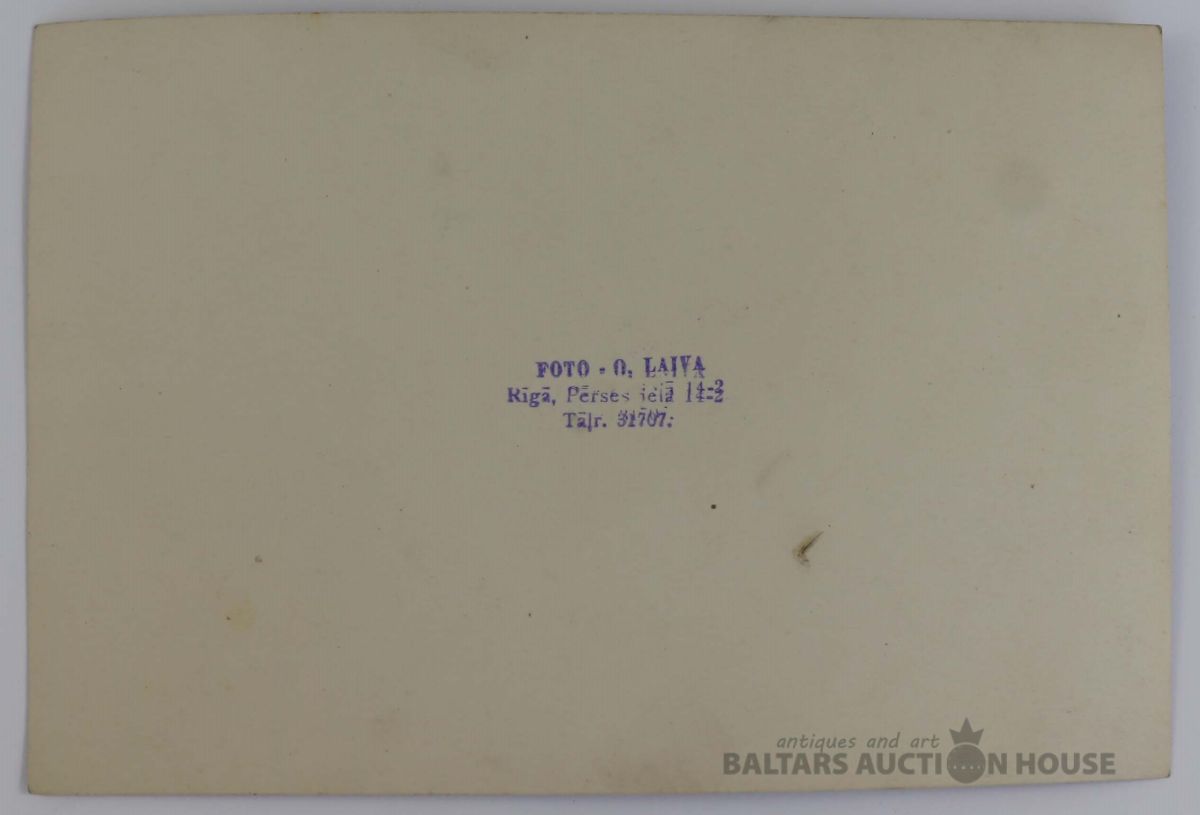 FOTO - O. LAIVA
Rīgā, Pērses ielā 14-2
Tālr. 31707.
antiques and art
BALTARS AUCTION HOUSE